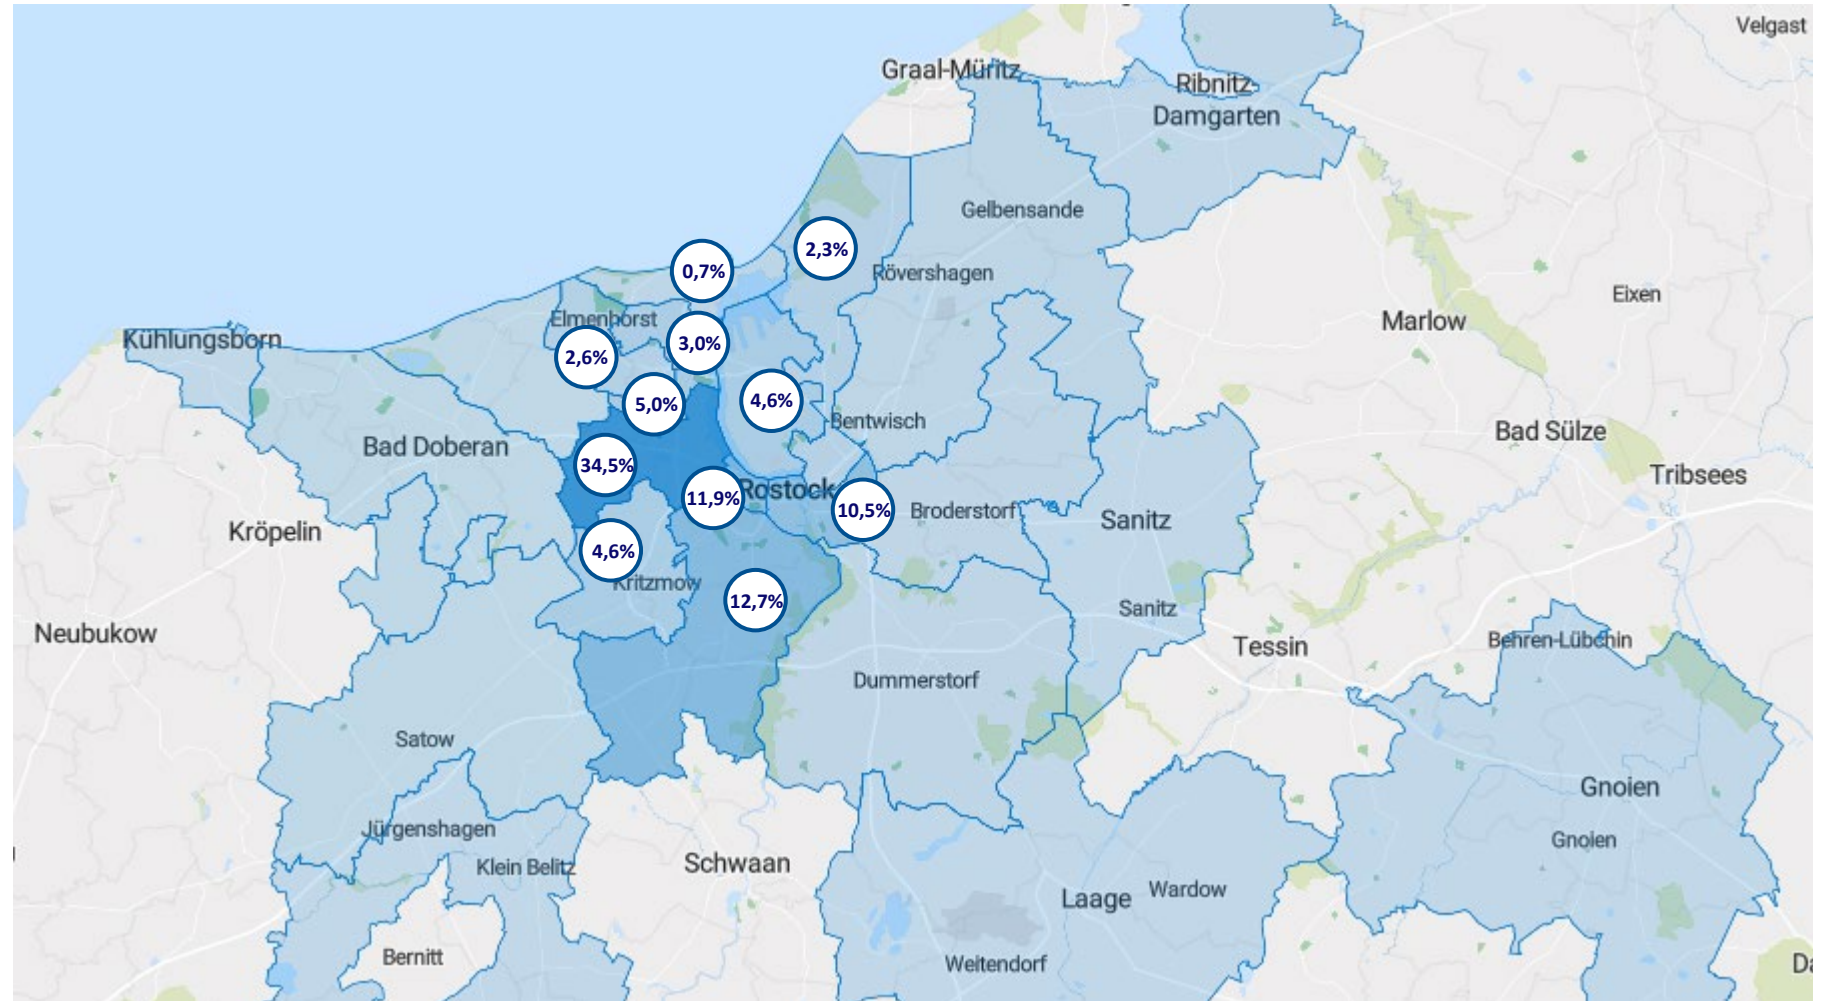 Velgast
Graal-Müritz
Ribnitz-
Damgarten
Gelbensande
2,3%
0,7%
Rövershagen
Eixen
Marlow
Elmenhorst
Kühlungsborn
3,0%
2,6%
5,0%
4,6%
Bentwisch
Bad Sülze
Bad Doberan
34,5%
Tribsees
11,9%
Rostock
10,5%
Broderstorf
Sanitz
Kröpelin
4,6%
Kritzmow
12,7%
Sanitz
Neubukow
Tessin
Behren-Lübchin
Dummerstorf
Satow
Gnoien
Jürgenshagen
Gnoien
Klein Belitz
Schwaan
Laage
Wardow
Bernitt
Weitendorf